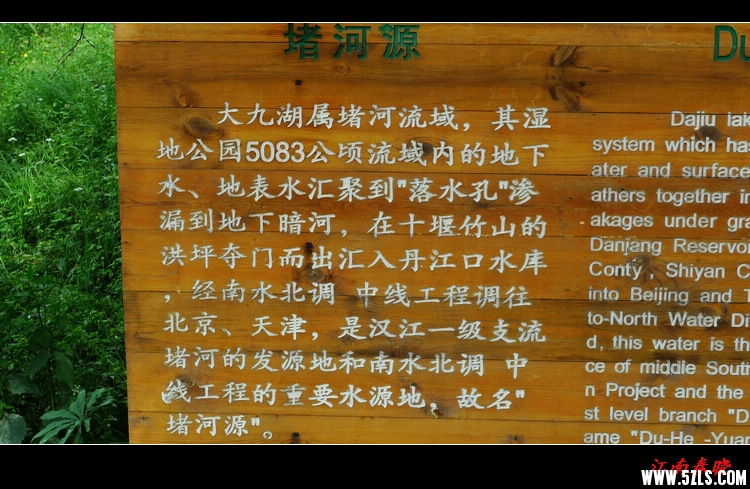 堵河源
大九湖属堵河流域，其湿
地公园5083公顷流域内的地下
水、地表水汇聚到"落水孔"渗
漏到地下暗河，在十堰竹山的
洪坪夺门而出汇入丹江口水库
，经南水北调 中线工程调往
北京、天津，是汉江一级支流
堵河的发源地和南水北调 中
线工程的重要水源地，故名"
堵河源"。
Du
Dajiu lak
system which has
ater and surface
athers together in
akages under gra
Danjang Reservoi
Conty , Shiyan C
into Beijing and T
to-North Water Di
d, this water is th
ce of middle South
n Project and the
st level branch "D
ame "Du-He -Yuan
江南春晓
WWW.5ZLS.COM